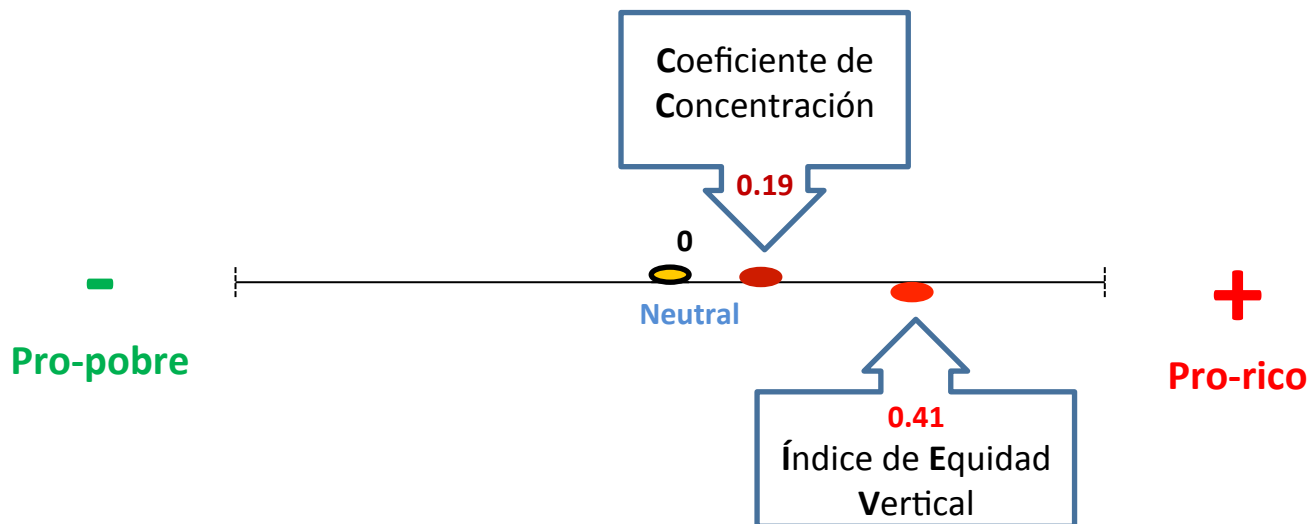 Coeficiente de
Concentración
0.19
0
-
+
Neutral
Pro-pobre
Pro-rico
0.41
Índice de Equidad
Vertical